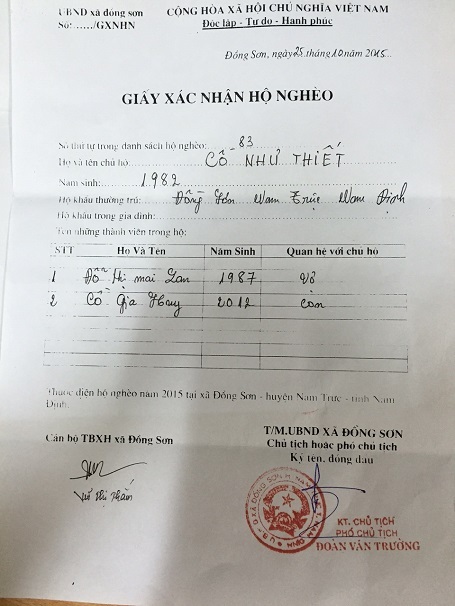 UBND xã đông sơn
CỘNG HÒA XÃ HỘI CHỦ NGHĨA VIỆT NAM
Số:....../GXNHN
Độc lập - Tự do - Hạnh phúc
Đồng Sơn, ngày 25 tháng 10 năm 2015
GIẤY XÁC NHẬN HỘ NGHÈO
Số thứ tự trong danh sách hộ nghèo: 83
Họ và tên chủ hộ: CỒ NHƯ THIẾT
Năm sinh: 1982
Hộ khẩu thường trú: Đồng Sơn Nam Trực Nam Định
Hộ khẩu trong gia đình:
Tên những thành viên trong hộ:
STT Họ Và Tên Năm Sinh Quan hệ với chủ hộ
1 Đỗ Thị mai Lan 1987 vợ
2 Cồ Gia Huy 2012 con
Thuộc diện hộ nghèo năm 2015 tại xã Đồng Sơn - huyện Nam Trực - tỉnh Nam
Định.
Cán bộ TBXH xã Đồng Sơn
T/M.UBND XÃ ĐỒNG SƠN
Chủ tịch hoặc phó chủ tịch
Ký tên, đóng dấu
KT. CHỦ TỊCH
PHÓ CHỦ TỊCH
ĐOÀN VĂN TRƯỜNG